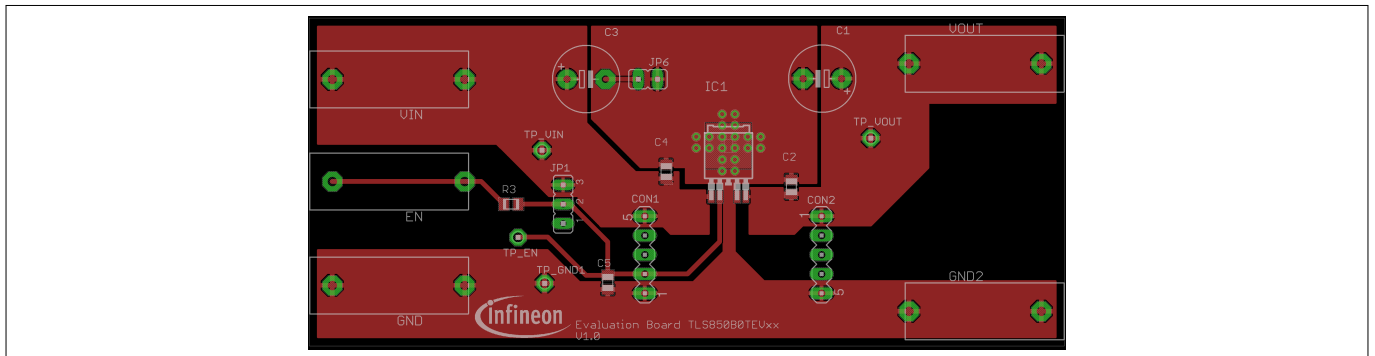 C3
C1
VOUT
+
JP6
IC1
+
VIN
TP_VIN
TP_VOUT
C4
C2
JP1
3
R3
2
CON1
CON2
EN
5
1
1
TP_EN
C5
TP_GND1
GND2
1
5
infineon
GND
Evaluation Board TLS850B0TEVxx
V1.0